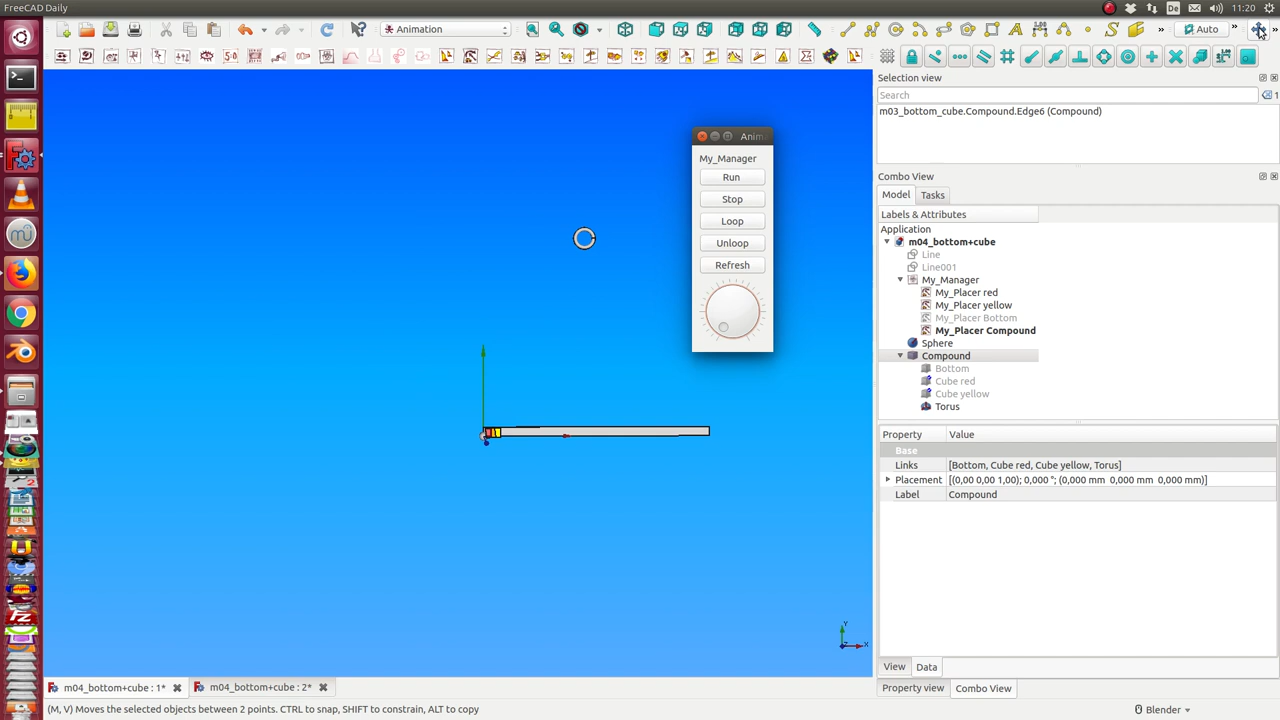 FreeCAD Daily
De
11:20
Animation
Auto
»
»
»
Selection view
Search
1
m03_bottom_cube.Compound.Edge6 (Compound)
Anim
My_Manager
Run
Stop
Loop
Unloop
Refresh
Combo View
Model
Tasks
Labels & Attributes
Application
m04_bottom+cube
Line
Line001
My_Manager
My_Placer red
My_Placer yellow
My_Placer Bottom
My_Placer Compound
Sphere
Compound
Bottom
Cube red
Cube yellow
Torus
Property Value
Base
Links [Bottom, Cube red, Cube yellow, Torus]
Placement [(0,00 0,00 1,00); 0,000 °; (0,000 mm 0,000 mm 0,000 mm)]
Label Compound
Y
Z
X
View
Data
m04_bottom+cube : 1*
m04_bottom+cube : 2*
Property view
Combo View
(M, V) Moves the selected objects between 2 points. CTRL to snap, SHIFT to constrain, ALT to copy
Blender